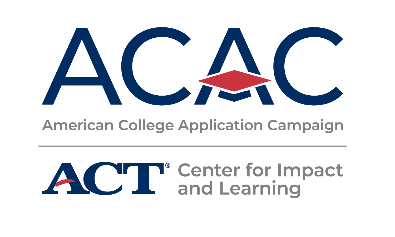 ACAC
American College Application Campaign
ACT® Center for Impact
and Learning